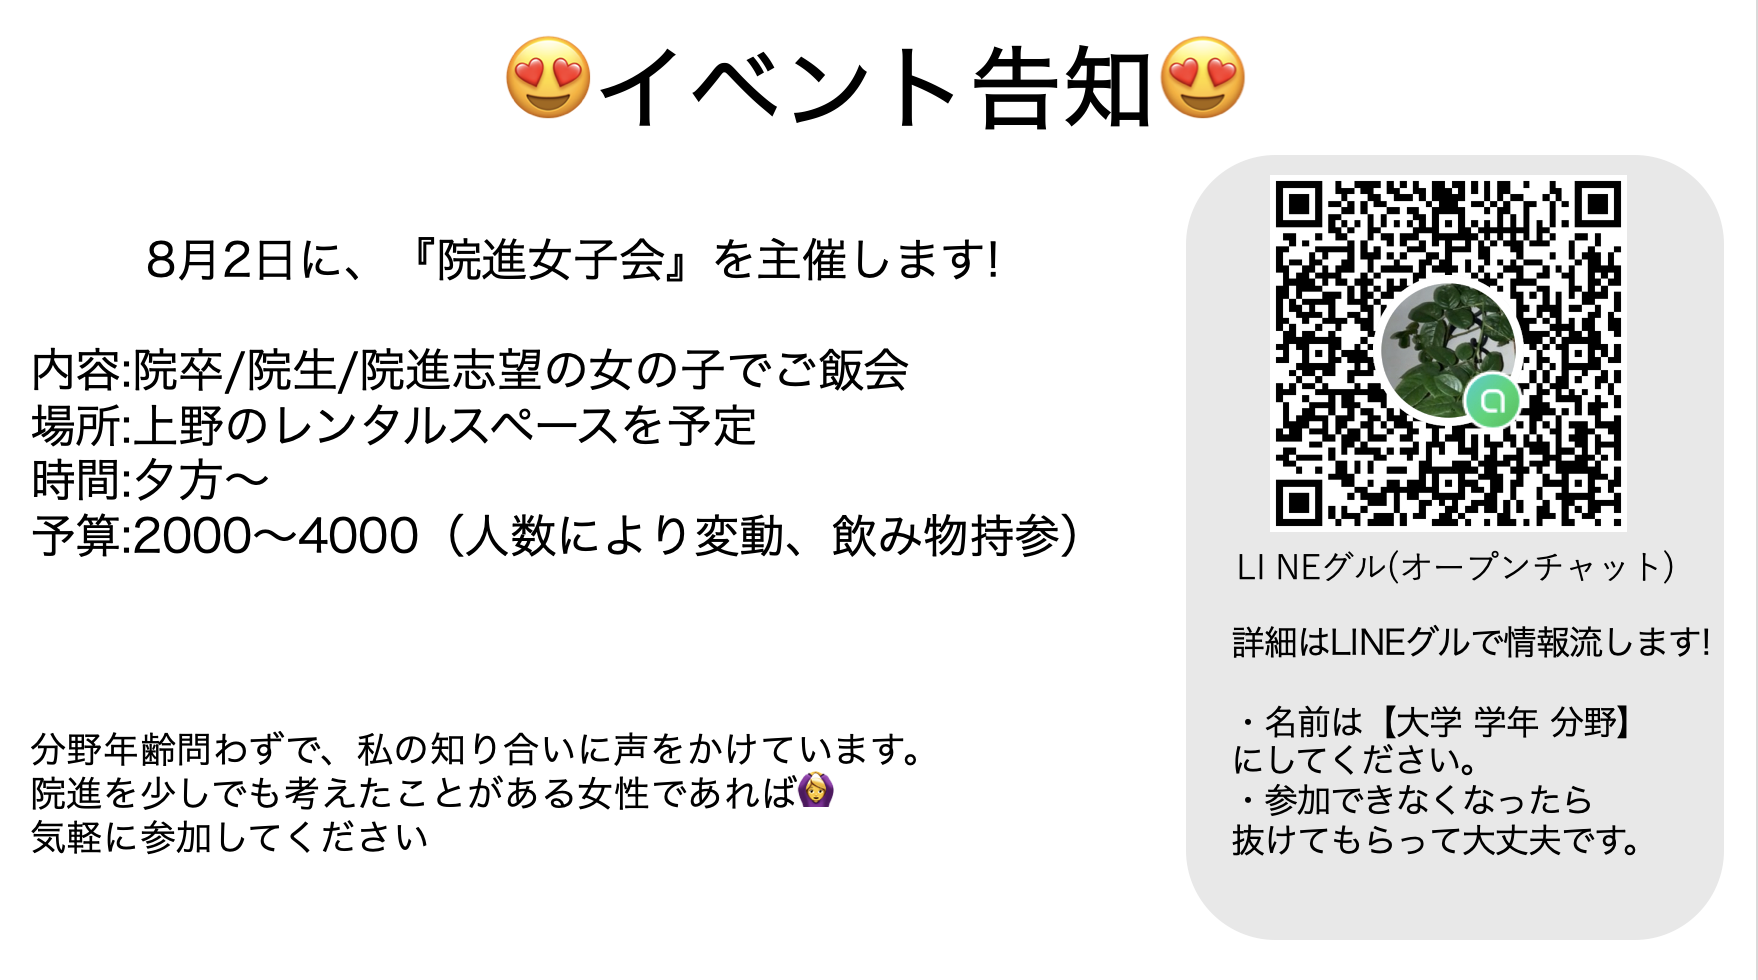 😍イベント告知😍
8月2日に、『院進女子会』を主催します!
内容:院卒/院生/院進志望の女の子でご飯会
場所:上野のレンタルスペースを予定
時間:夕方〜
予算:2000〜4000（人数により変動、飲み物持参）
分野年齢問わずで、私の知り合いに声をかけています。
院進を少しでも考えたことがある女性であれば🙆‍♀️
気軽に参加してください
LINEグル(オープンチャット)
詳細はLINEグルで情報流します!
・名前は【大学 学年 分野】
にしてください。
・参加できなくなったら
抜けてもらって大丈夫です。